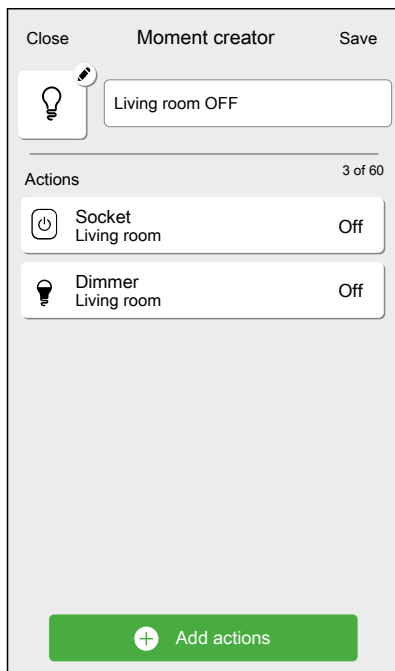 Close Moment creator Save
Living room OFF
3 of 60
Actions
Socket
Living room
Off
Dimmer
Living room
Off
Add actions